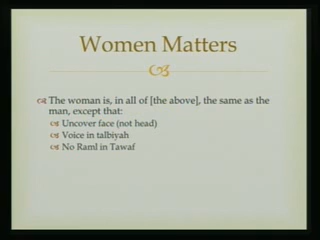 Women Matters
The woman is, in all of [the above], the same as the
man, except that:
Uncover face (not head)
Voice in talbiyah
No Raml in Tawaf